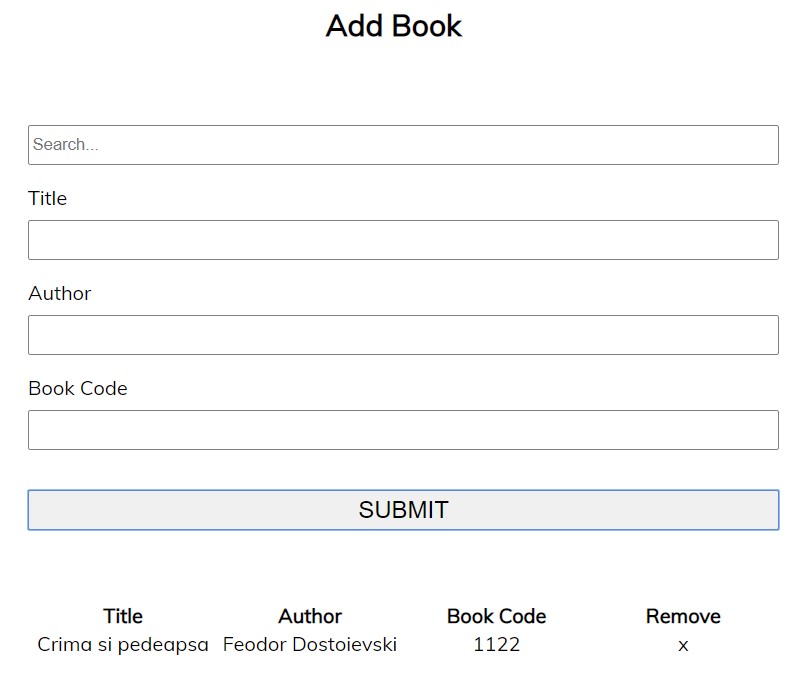 Add Book
Search...
Title
Author
Book Code
SUBMIT
Title Author Book Code Remove
Crima si pedeapsa Feodor Dostoievski 1122 x